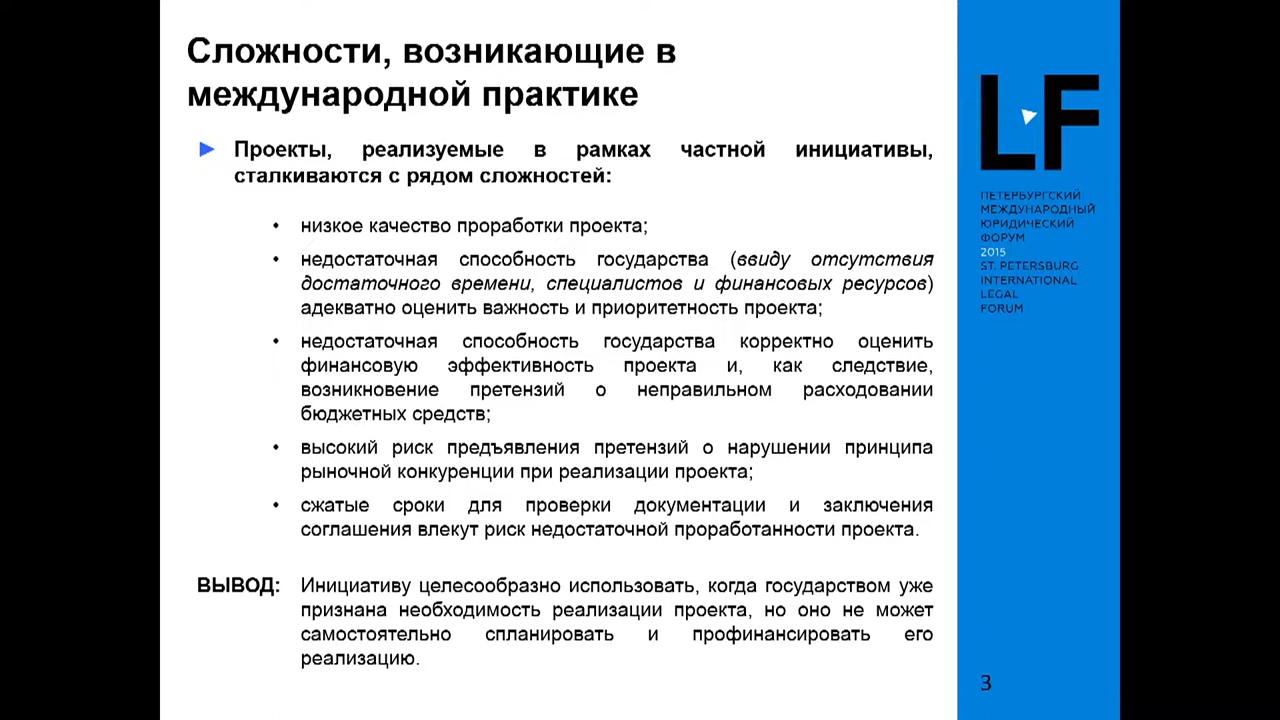 Сложности, возникающие в
международной практике
Проекты, реализуемые в рамках частной инициативы,
сталкиваются с рядом сложностей:
• низкое качество проработки проекта;
• недостаточная способность государства (ввиду отсутствия
достаточного времени, специалистов и финансовых ресурсов)
адекватно оценить важность и приоритетность проекта;
• недостаточная способность государства корректно оценить
финансовую эффективность проекта и, как следствие,
возникновение претензий о неправильном расходовании
бюджетных средств;
• высокий риск предъявления претензий о нарушении принципа
рыночной конкуренции при реализации проекта;
• сжатые сроки для проверки документации и заключения
соглашения влекут риск недостаточной проработанности проекта.
ВЫВОД: Инициативу целесообразно использовать, когда государством уже
признана необходимость реализации проекта, но оно не может
самостоятельно спланировать и профинансировать его
реализацию.
LF
ПЕТЕРБУРГСКИЙ
МЕЖДУНАРОДНЫЙ
ЮРИДИЧЕСКИЙ
ФОРУМ
2015
ST. PETERSBURG
INTERNATIONAL
LEGAL
FORUM
3